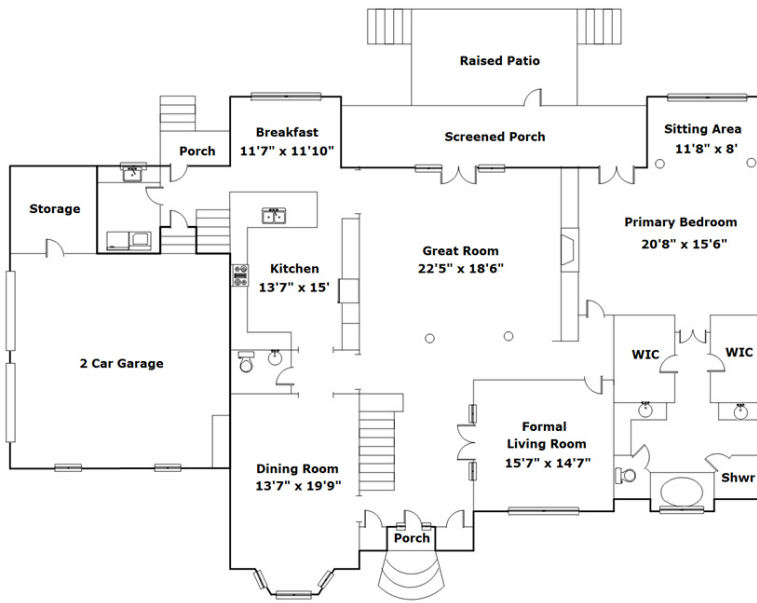 Raised Patio
Breakfast
11'7" x 11'10"
Screened Porch
Sitting Area
11'8" x 8'
Porch
Storage
Primary Bedroom
20'8" x 15'6"
Great Room
22'5" x 18'6"
Kitchen
13'7" x 15'
2 Car Garage
WIC
WIC
Formal
Living Room
15'7" x 14'7"
Dining Room
13'7" x 19'9"
Shwr
Porch